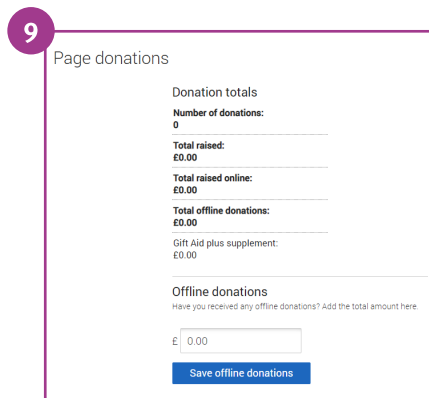 9
Page donations
Donation totals
Number of donations:
0
Total raised:
£0.00
Total raised online:
£0.00
Total offline donations:
£0.00
Gift Aid plus supplement:
£0.00
Offline donations
Have you received any offline donations? Add the total amount here.
£ 0.00
Save offline donations